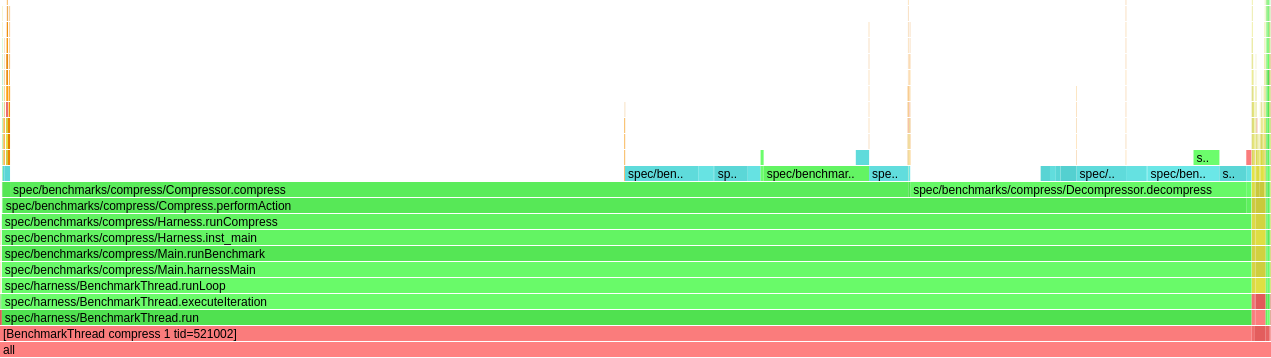 s..
spec/ben.. sp.. spec/benchmar.. spe.. spec/.. spec/ben.. s..
spec/benchmarks/compress/Compressor.compress spec/benchmarks/compress/Decompressor.decompress
spec/benchmarks/compress/Compress.performAction
spec/benchmarks/compress/Harness.runCompress
spec/benchmarks/compress/Harness.inst_main
spec/benchmarks/compress/Main.runBenchmark
spec/benchmarks/compress/Main.harnessMain
spec/harness/BenchmarkThread.runLoop
spec/harness/BenchmarkThread.executeIteration
spec/harness/BenchmarkThread.run
[BenchmarkThread compress 1 tid=521002]
all